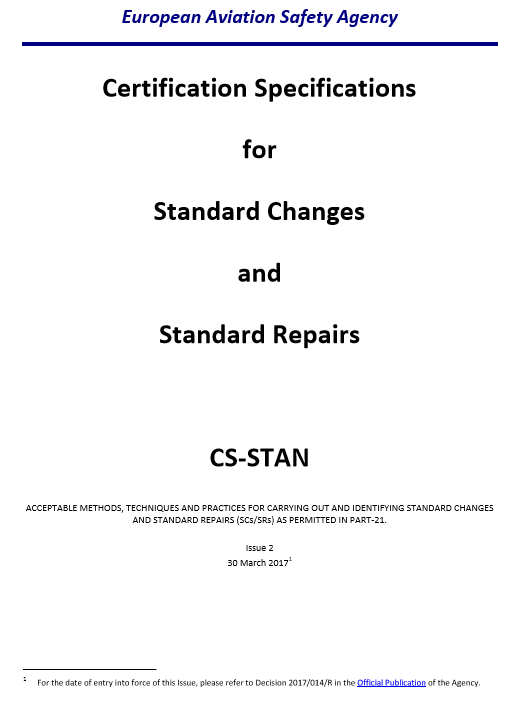 European Aviation Safety Agency
Certification Specifications
for
Standard Changes
and
Standard Repairs
CS-STAN
ACCEPTABLE METHODS, TECHNIQUES AND PRACTICES FOR CARRYING OUT AND IDENTIFYING STANDARD CHANGES
AND STANDARD REPAIRS (SCs/SRs) AS PERMITTED IN PART-21.
Issue 2
30 March 2017¹
¹ For the date of entry into force of this Issue, please refer to Decision 2017/014/R in the Official Publication of the Agency.